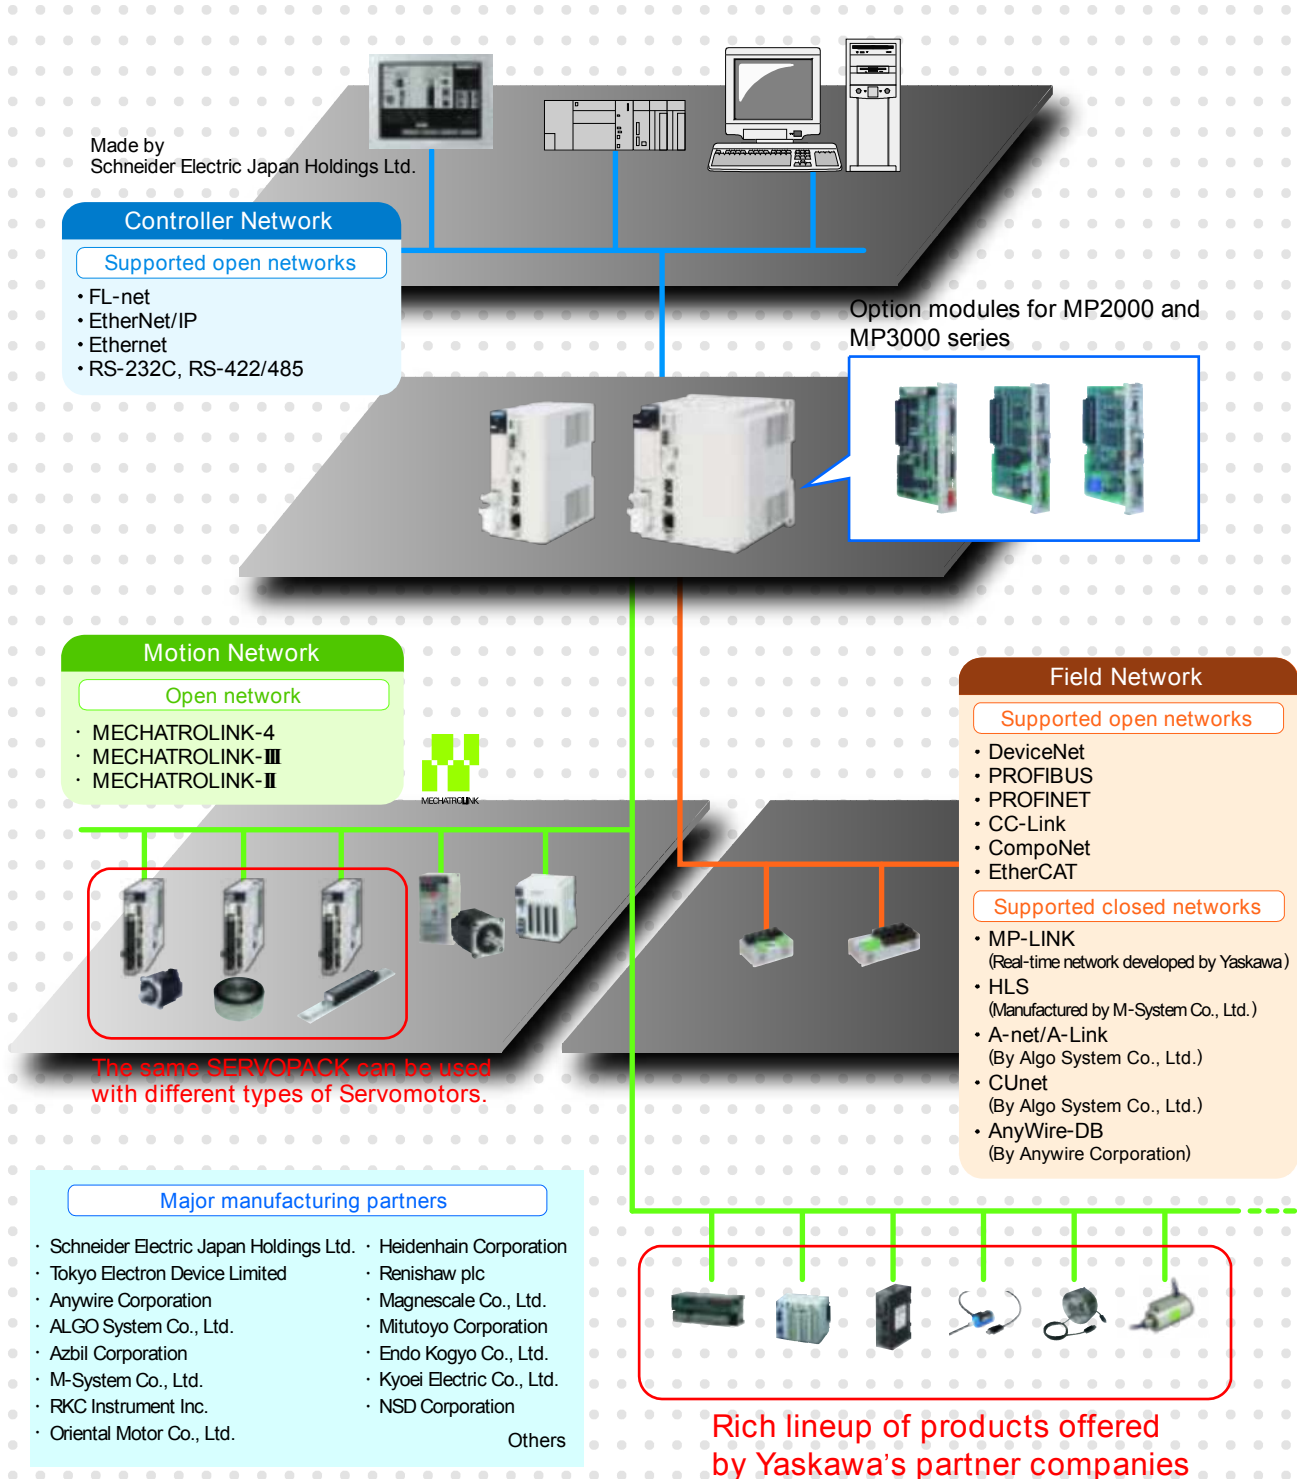 Made by
Schneider Electric Japan Holdings Ltd.
Controller Network
Supported open networks
・FL-net
・EtherNet/IP
・Ethernet
・RS-232C, RS-422/485
Option modules for MP2000 and
MP3000 series
Motion Network
Open network
・ MECHATROLINK-4
・ MECHATROLINK-Ⅲ
・ MECHATROLINK-Ⅱ
MECHATROLINK
The same SERVOPACK can be used
with different types of Servomotors.
Field Network
Supported open networks
・DeviceNet
・PROFIBUS
・PROFINET
・CC-Link
・CompoNet
・EtherCAT
Supported closed networks
・MP-LINK
(Real-time network developed by Yaskawa)
・HLS
(Manufactured by M-System Co., Ltd.)
・A-net/A-Link
(By Algo System Co., Ltd.)
・CUnet
(By Algo System Co., Ltd.)
・AnyWire-DB
(By Anywire Corporation)
Major manufacturing partners
・ Schneider Electric Japan Holdings Ltd.
・ Tokyo Electron Device Limited
・ Anywire Corporation
・ ALGO System Co., Ltd.
・ Azbil Corporation
・ M-System Co., Ltd.
・ RKC Instrument Inc.
・ Oriental Motor Co., Ltd.
・ Heidenhain Corporation
・ Renishaw plc
・ Magnescale Co., Ltd.
・ Mitutoyo Corporation
・ Endo Kogyo Co., Ltd.
・ Kyoei Electric Co., Ltd.
・ NSD Corporation
Others
Rich lineup of products offered
by Yaskawa's partner companies